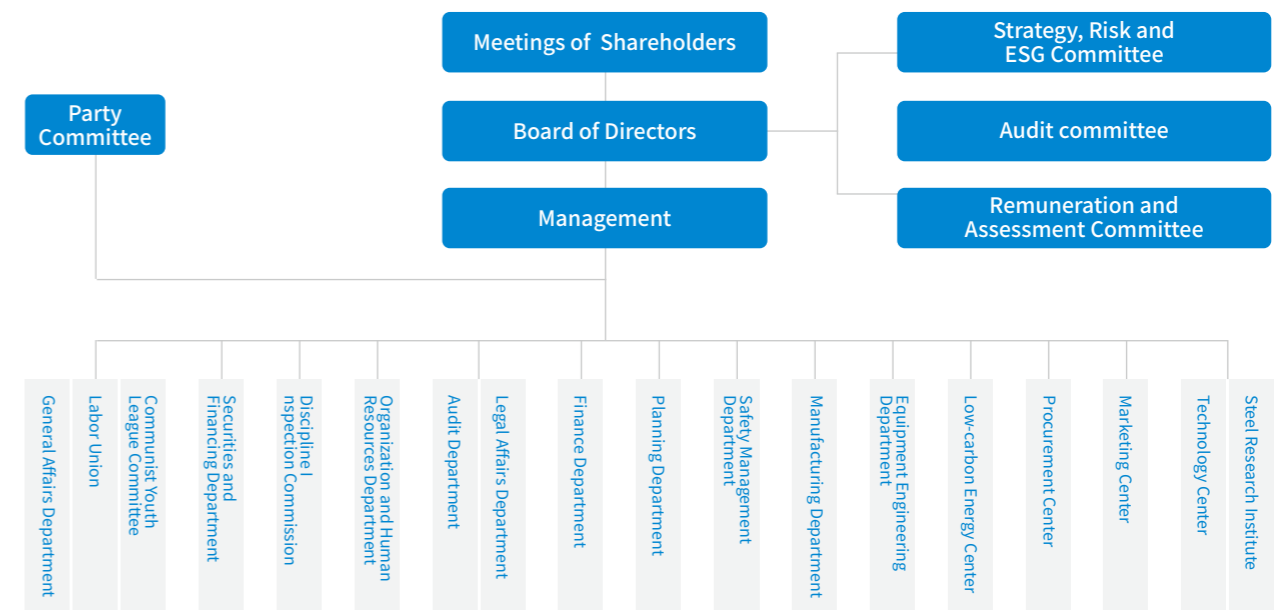 Meetings of Shareholders
Strategy, Risk and
ESG Committee
Party
Committee
Board of Directors
Audit committee
Management
Remuneration and
Assessment Committee
General Affairs Department
Labor Union
Communist Youth
League Committee
Securities and
Financing Department
Discipline I
nspection Commission
Organization and Human
Resources Department
Audit Department
Legal Affairs Department
Finance Department
Planning Department
Safety Management
Department
Manufacturing Department
Equipment Engineering
Department
Low-carbon Energy Center
Procurement Center
Marketing Center
Technology Center
Steel Research Institute